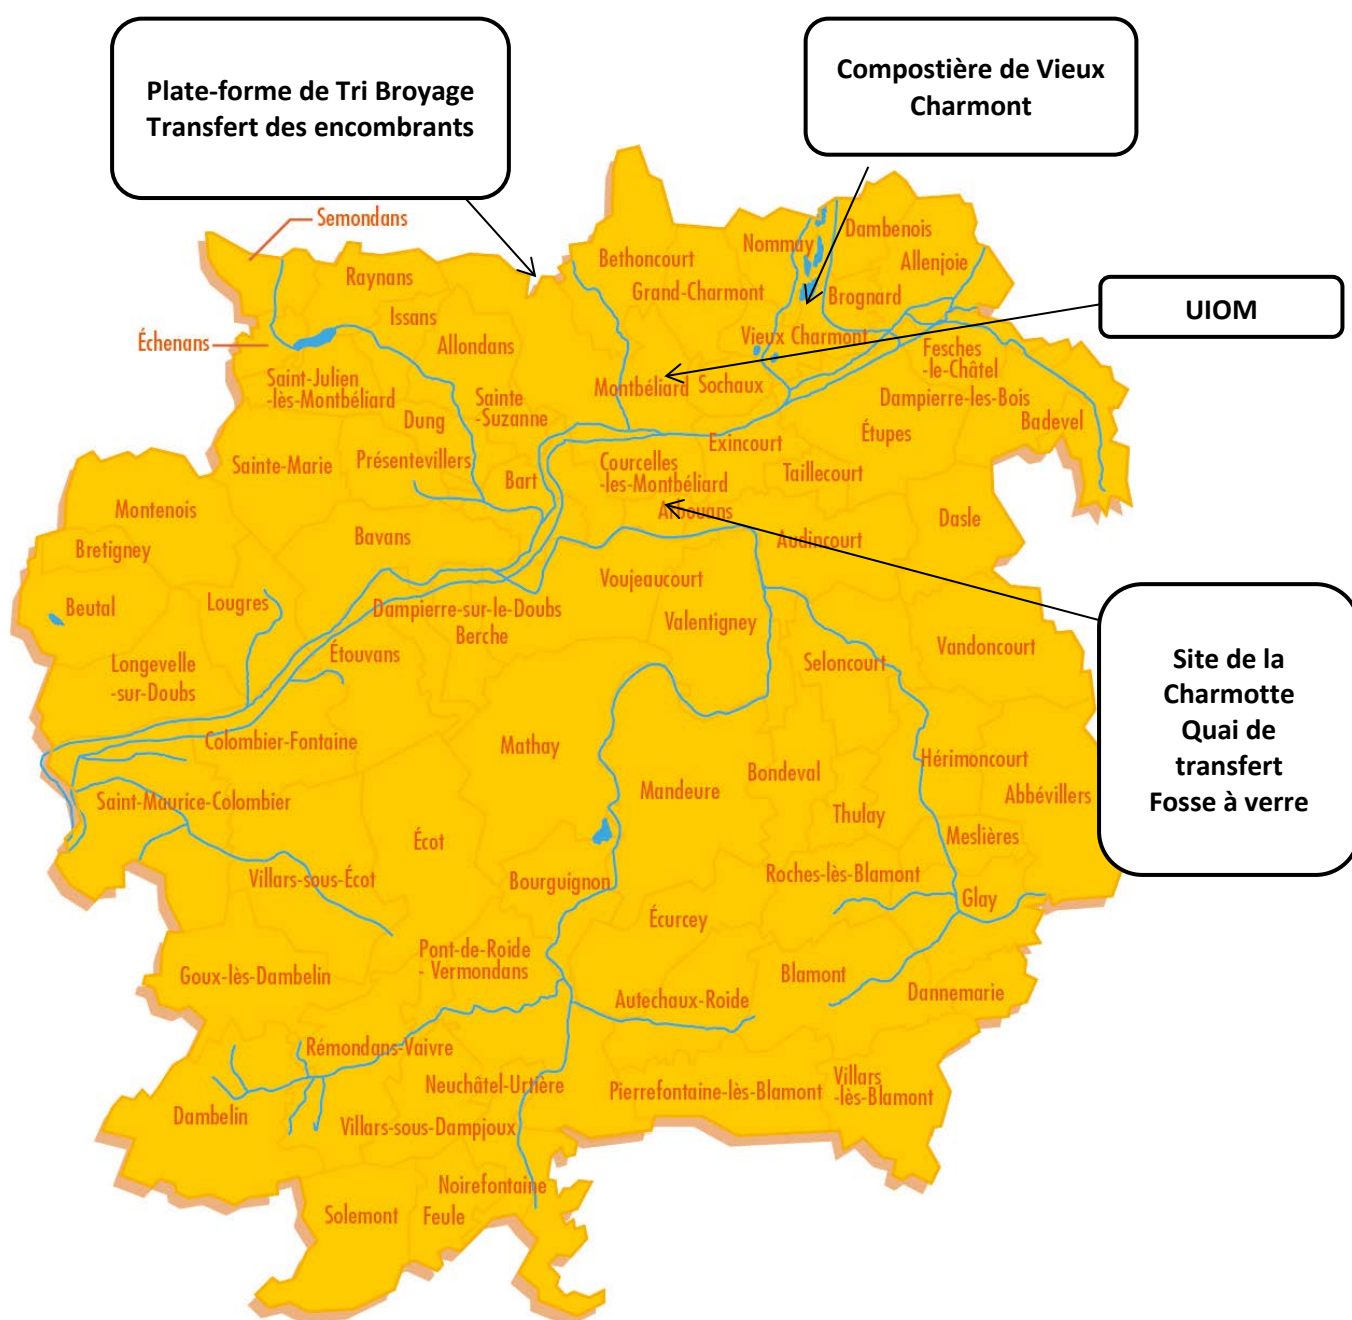 Plate-forme de Tri Broyage
Transfert des encombrants
Compostière de Vieux
Charmont
UIOM
Site de la
Charmotte
Quai de
transfert
Fosse à verre
Semondans
Raynans
Issans
Échenans
Allondans
Saint-Julien
-lès-Montbéliard
Sainte
-Suzanne
Dung
Sainte-Marie
Présentevillers
Bart
Bethoncourt
Grand-Charmont
Nommay
Dambenois
Allenjoie
Brognard
Vieux Charmont
Fesches
-le-Châtel
Montbéliard
Sochaux
Dampierre-les-Bois
Badevel
Étupes
Exincourt
Taillecourt
Courcelles
-les-Montbéliard
Arbouans
Audincourt
Dasle
Montenois
Bretigney
Bavans
Beutal
Lougres
Dampierre-sur-le-Doubs
Berche
Voujeaucourt
Valentigney
Vandoncourt
Seloncourt
Étouvans
Longevelle
-sur-Doubs
Colombier-Fontaine
Mathay
Mandeure
Bondeval
Hérimoncourt
Abbévillers
Thulay
Meslières
Saint-Maurice-Colombier
Écot
Villars-sous-Écot
Bourguignon
Roches-lès-Blamont
Glay
Écurcey
Pont-de-Roide
- Vermondans
Goux-lès-Dambelin
Blamont
Dannemarie
Autechaux-Roide
Rémondans-Vaivre
Neuchâtel-Urtière
Pierrefontaine-lès-Blamont
Villars
-lès-Blamont
Dambelin
Villars-sous-Dampjoux
Noirefontaine
Solemont
Feule